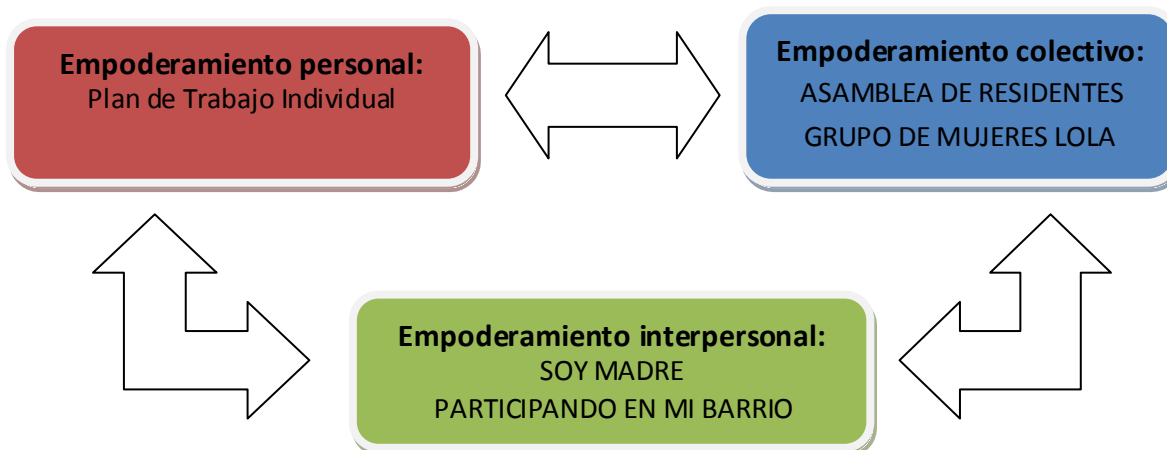 Empoderamiento personal:
Plan de Trabajo Individual
Empoderamiento colectivo:
ASAMBLEA DE RESIDENTES
GRUPO DE MUJERES LOLA
Empoderamiento interpersonal:
SOY MADRE
PARTICIPANDO EN MI BARRIO